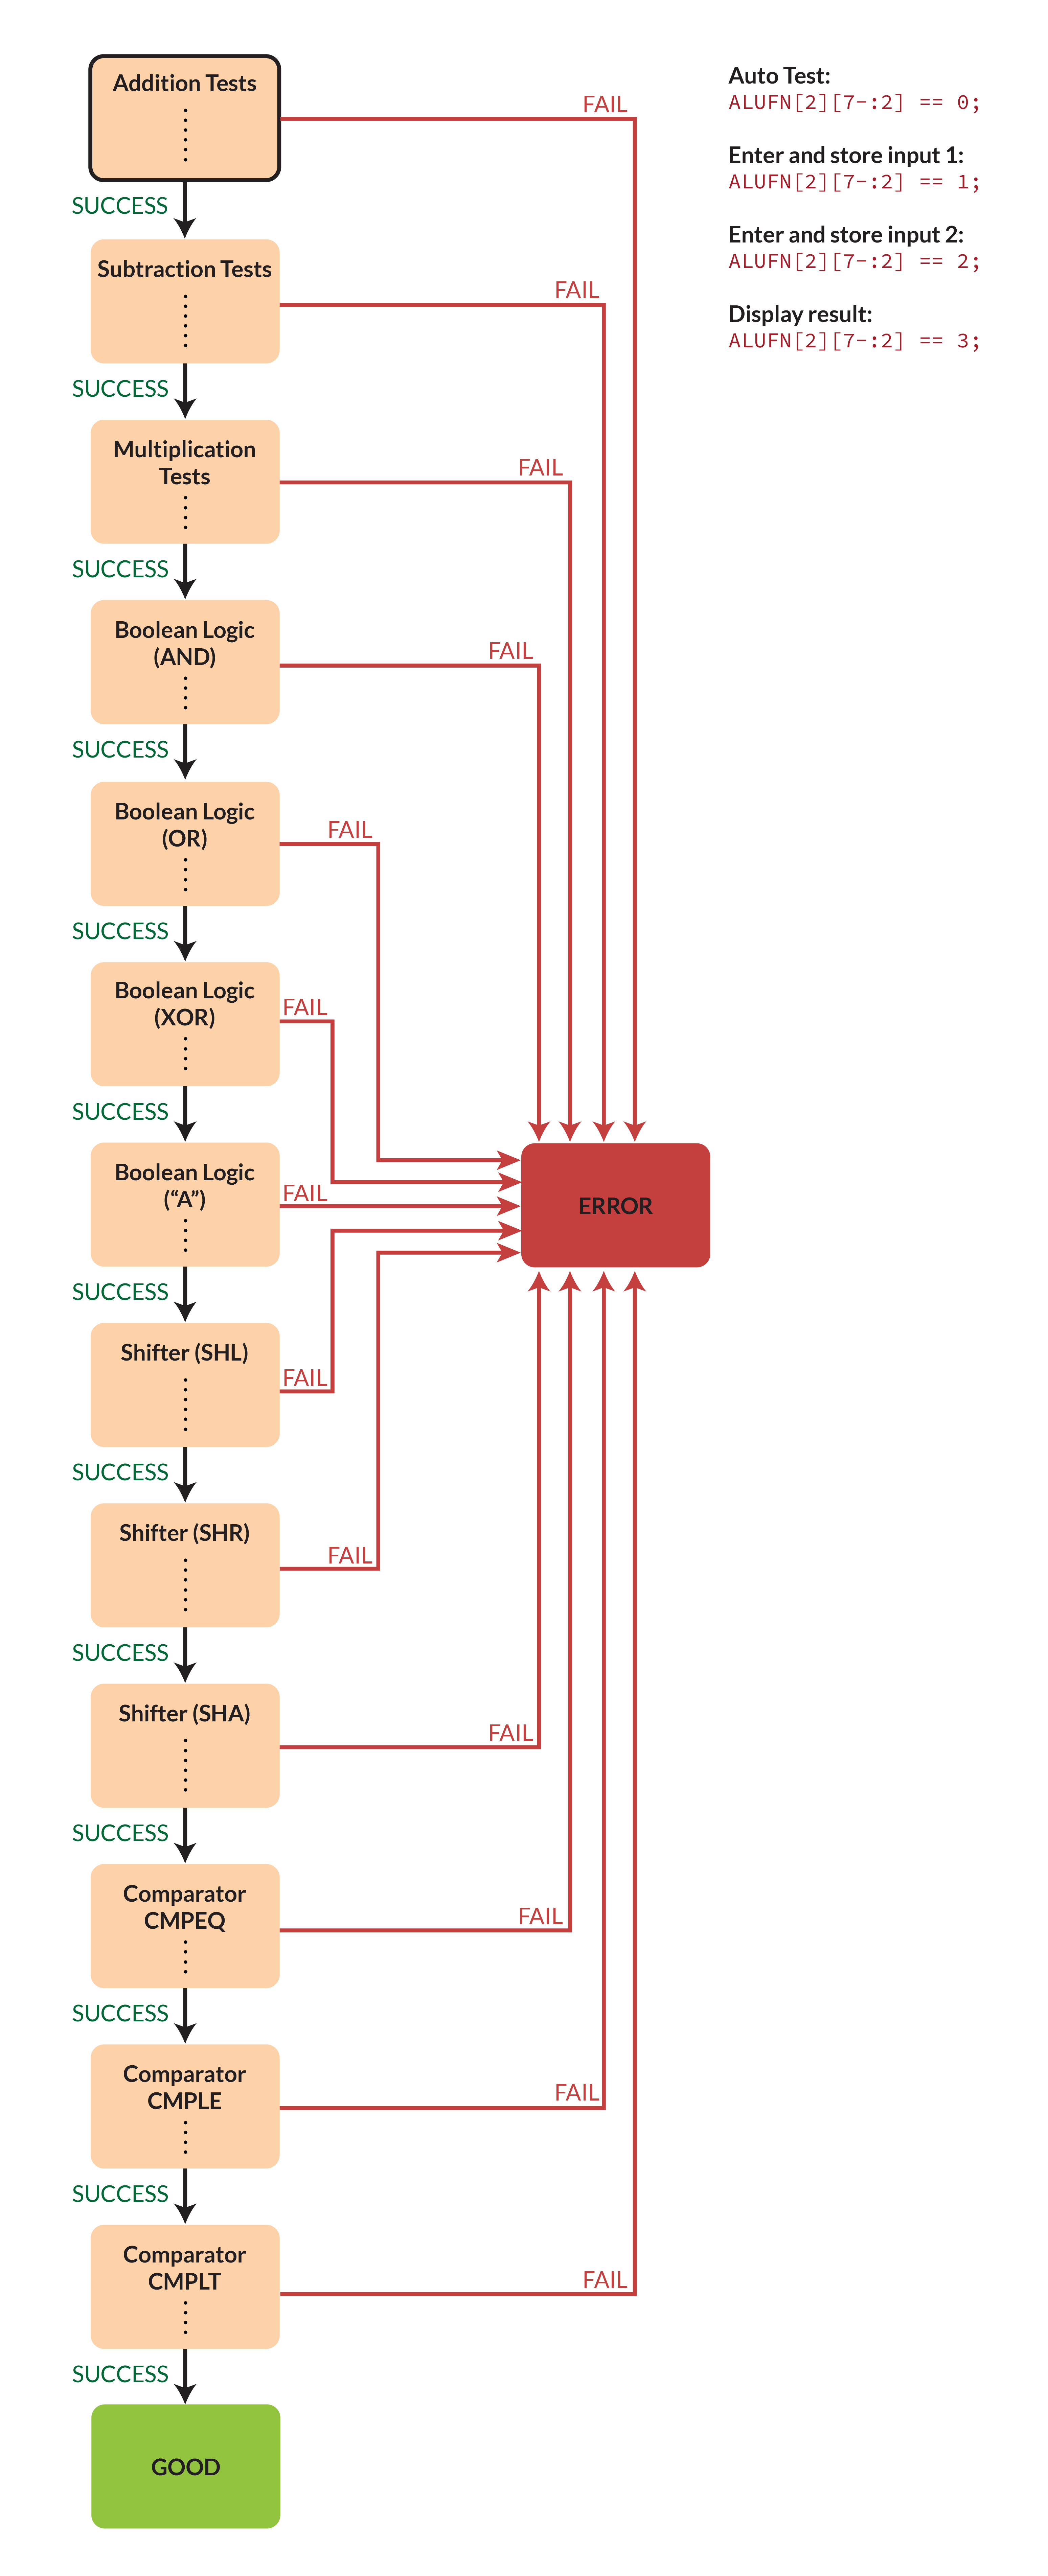 Addition Tests
FAIL
SUCCESS
Subtraction Tests
FAIL
SUCCESS
Multiplication
Tests
FAIL
SUCCESS
Boolean Logic
(AND)
FAIL
SUCCESS
Boolean Logic
(OR)
FAIL
SUCCESS
Boolean Logic
(XOR)
FAIL
SUCCESS
Boolean Logic
(“A”)
FAIL
SUCCESS
Shifter (SHL)
FAIL
SUCCESS
Shifter (SHR)
FAIL
SUCCESS
Shifter (SHA)
FAIL
SUCCESS
Comparator
CMPEQ
FAIL
SUCCESS
Comparator
CMPLE
FAIL
SUCCESS
Comparator
CMPLT
FAIL
SUCCESS
GOOD
ERROR
Auto Test:
ALUFN[2][7-:2] == 0;
Enter and store input 1:
ALUFN[2][7-:2] == 1;
Enter and store input 2:
ALUFN[2][7-:2] == 2;
Display result:
ALUFN[2][7-:2] == 3;